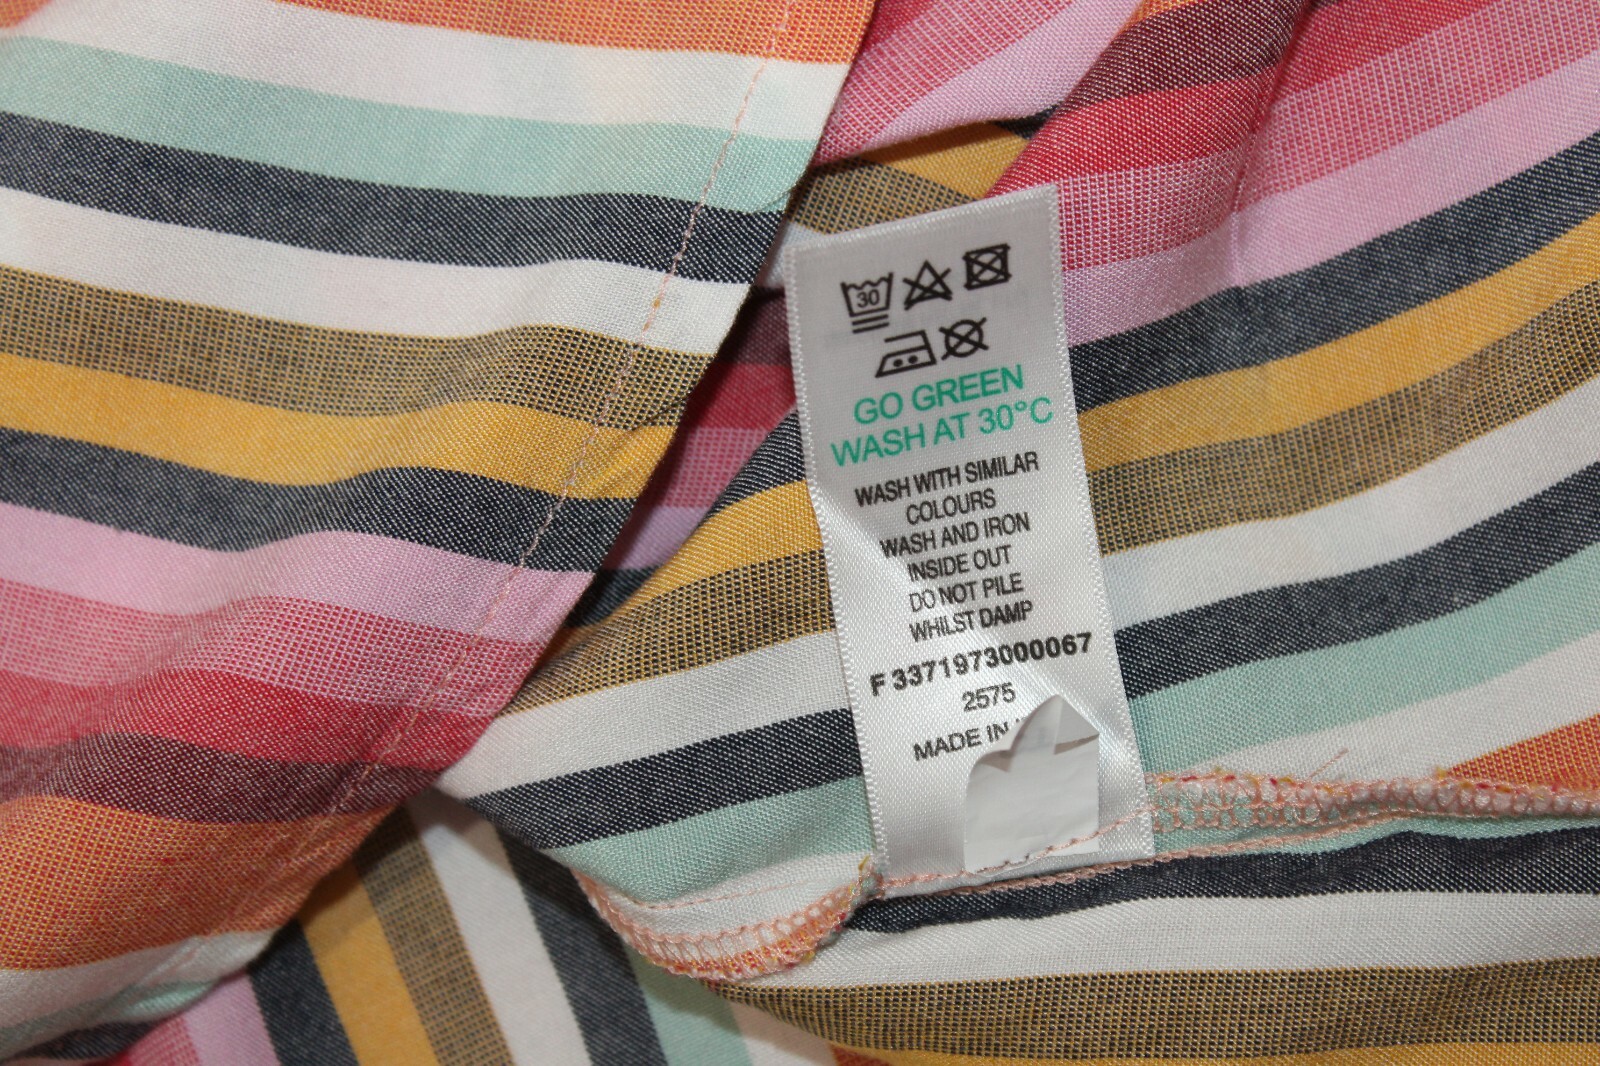 30
GO GREEN
WASH AT 30°C
WASH WITH SIMILAR
COLOURS
WASH AND IRON
INSIDE OUT
DO NOT PILE
WHILST DAMP
F 3371973000067
2575
MADE IN